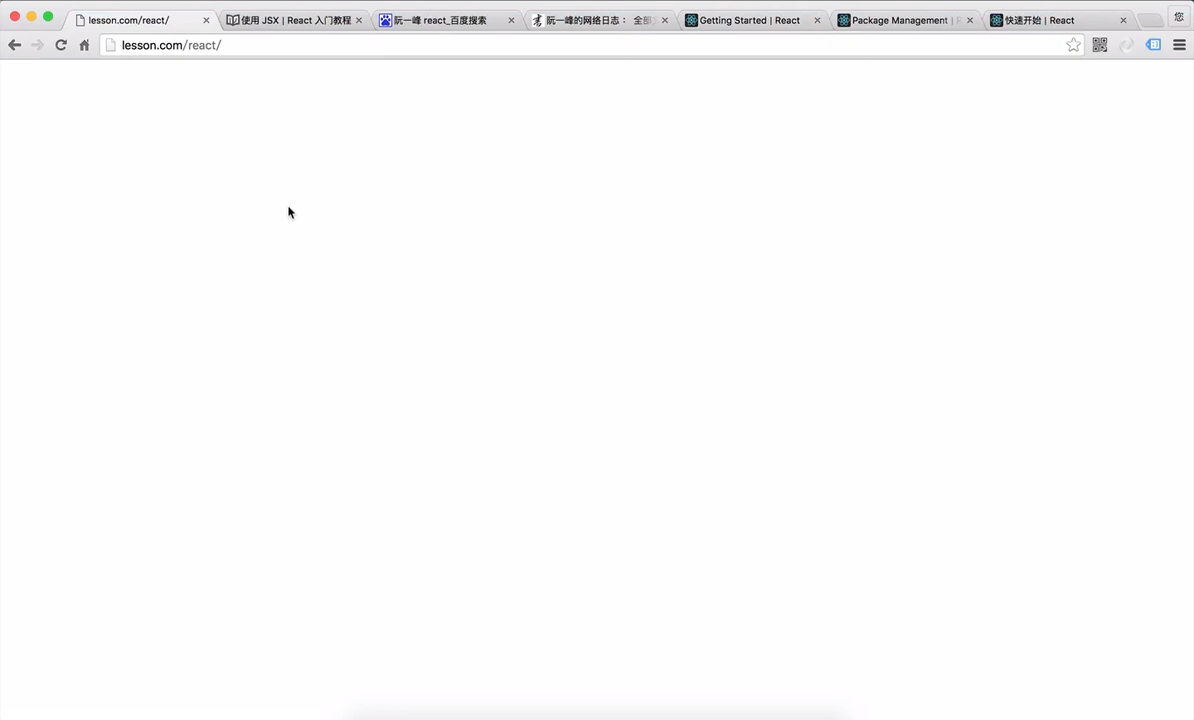 lesson.com/react/
使用 JSX | React 入门教程
阮一峰 react_百度搜索
阮一峰的网络日志： 全部
Getting Started | React
Package Management |
快速开始 | React
您
lesson.com/react/